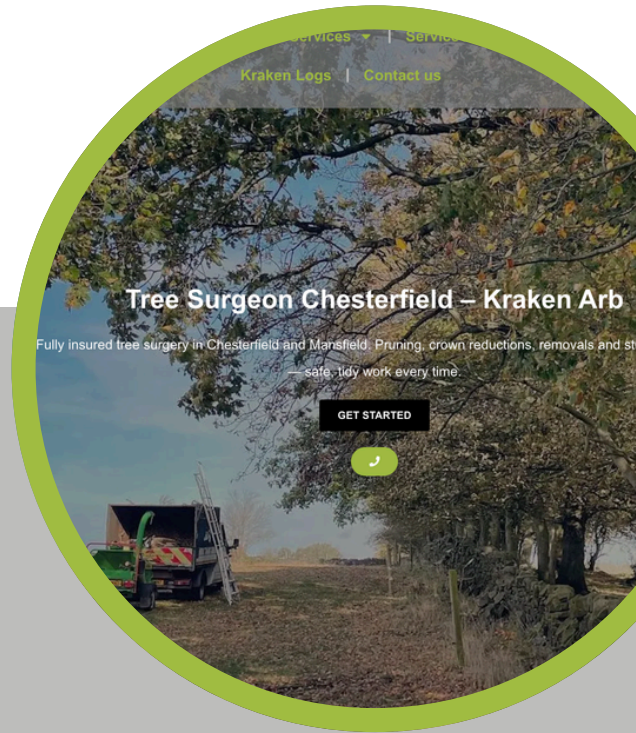 Services | Service
Kraken Logs | Contact us
Tree Surgeon Chesterfield – Kraken Arb
Fully insured tree surgery in Chesterfield and Mansfield. Pruning, crown reductions, removals and
— safe, tidy work every time.
GET STARTED